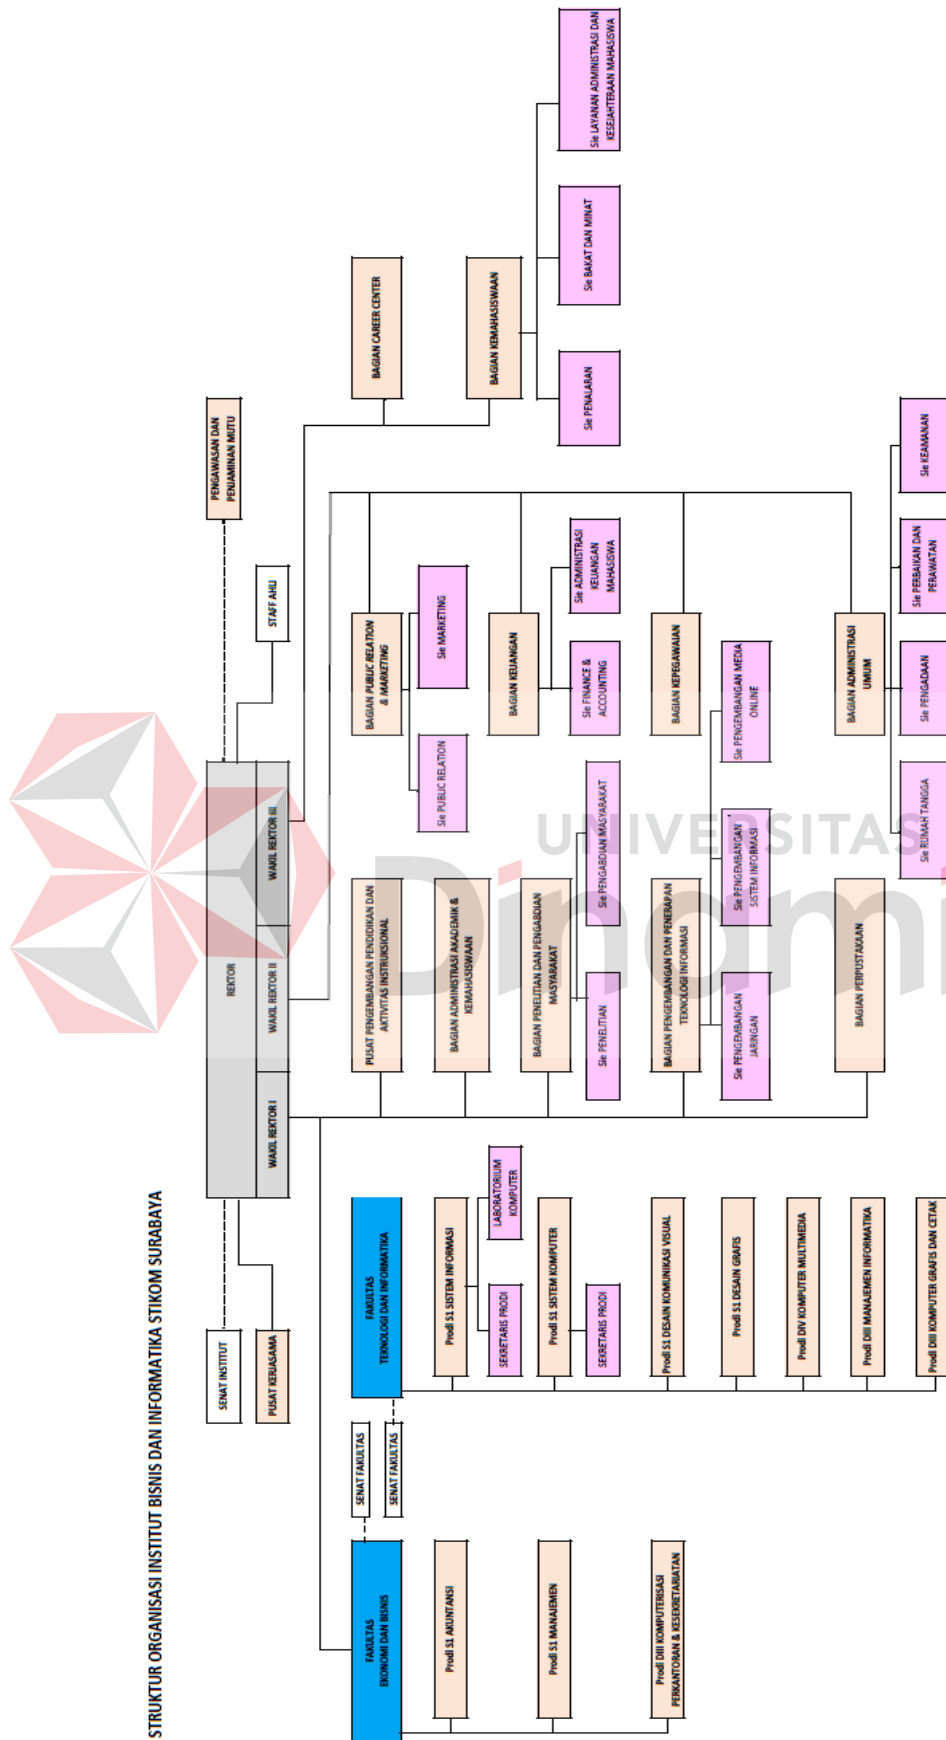 STRUKTUR ORGANISASI INSTITUT BISNIS DAN INFORMATIKA STIKOM SURABAYA
SENAT INSTITUT
REKTOR
PENGAWASAN DAN
PENJAMINAN MUTU
PUSAT KERJASAMA
WAKIL REKTOR I
WAKIL REKTOR II
WAKIL REKTOR III
STAFF AHLI
FAKULTAS
EKONOMI DAN BISNIS
SENAT FAKULTAS
SENAT FAKULTAS
FAKULTAS
TEKNOLOGI DAN INFORMATIKA
PUSAT PENGEMBANGAN PENDIDIKAN DAN
AKTIVITAS INSTRUKSIONAL
BAGIAN PUBLIC RELATION
& MARKETING
BAGIAN CAREER CENTER
Sie PUBLIC RELATION
Sie MARKETING
Prodi S1 AKUNTANSI
Prodi S1 SISTEM INFORMASI
BAGIAN ADMINISTRASI AKADEMIK &
KEMAHASISWAAN
BAGIAN KEUANGAN
BAGIAN KEMAHASISWAAN
SEKRETARIS PRODI
LABORATORIUM
KOMPUTER
Prodi S1 MANAJEMEN
Prodi S1 SISTEM KOMPUTER
BAGIAN PENELITIAN DAN PENGABDIAN
MASYARAKAT
Sie FINANCE &
ACCOUNTING
Sie ADMINISTRASI
KEUANGAN
MAHASISWA
Sie PENALARAN
Sie BAKAT DAN MINAT
Sie LAYANAN ADMINISTRASI DAN
KESEJAHTERAAN MAHASISWA
SEKRETARIS PRODI
Sie PENELITIAN
Sie PENGABDIAN MASYARAKAT
Prodi DIII KOMPUTERISASI
PERKANTORAN & KESEKRETARIATAN
Prodi S1 DESAIN KOMUNIKASI VISUAL
BAGIAN PENGEMBANGAN DAN PENERAPAN
TEKNOLOGI INFORMASI
BAGIAN KEPEGAWAIAN
Prodi S1 DESAIN GRAFIS
Sie PENGEMBANGAN
JARINGAN
Sie PENGEMBANGAN
SISTEM INFORMASI
Sie PENGEMBANGAN MEDIA
ONLINE
Prodi DIV KOMPUTER MULTIMEDIA
Prodi DIII MANAJEMEN INFORMATIKA
BAGIAN PERPUSTAKAAN
BAGIAN ADMINISTRASI
UMUM
Prodi DIII KOMPUTER GRAFIS DAN CETAK
Sie RUMAH TANGGA
Sie PENGADAAN
Sie PERBAIKAN DAN
PERAWATAN
Sie KEAMANAN
UNIVERSITAS
Dinami